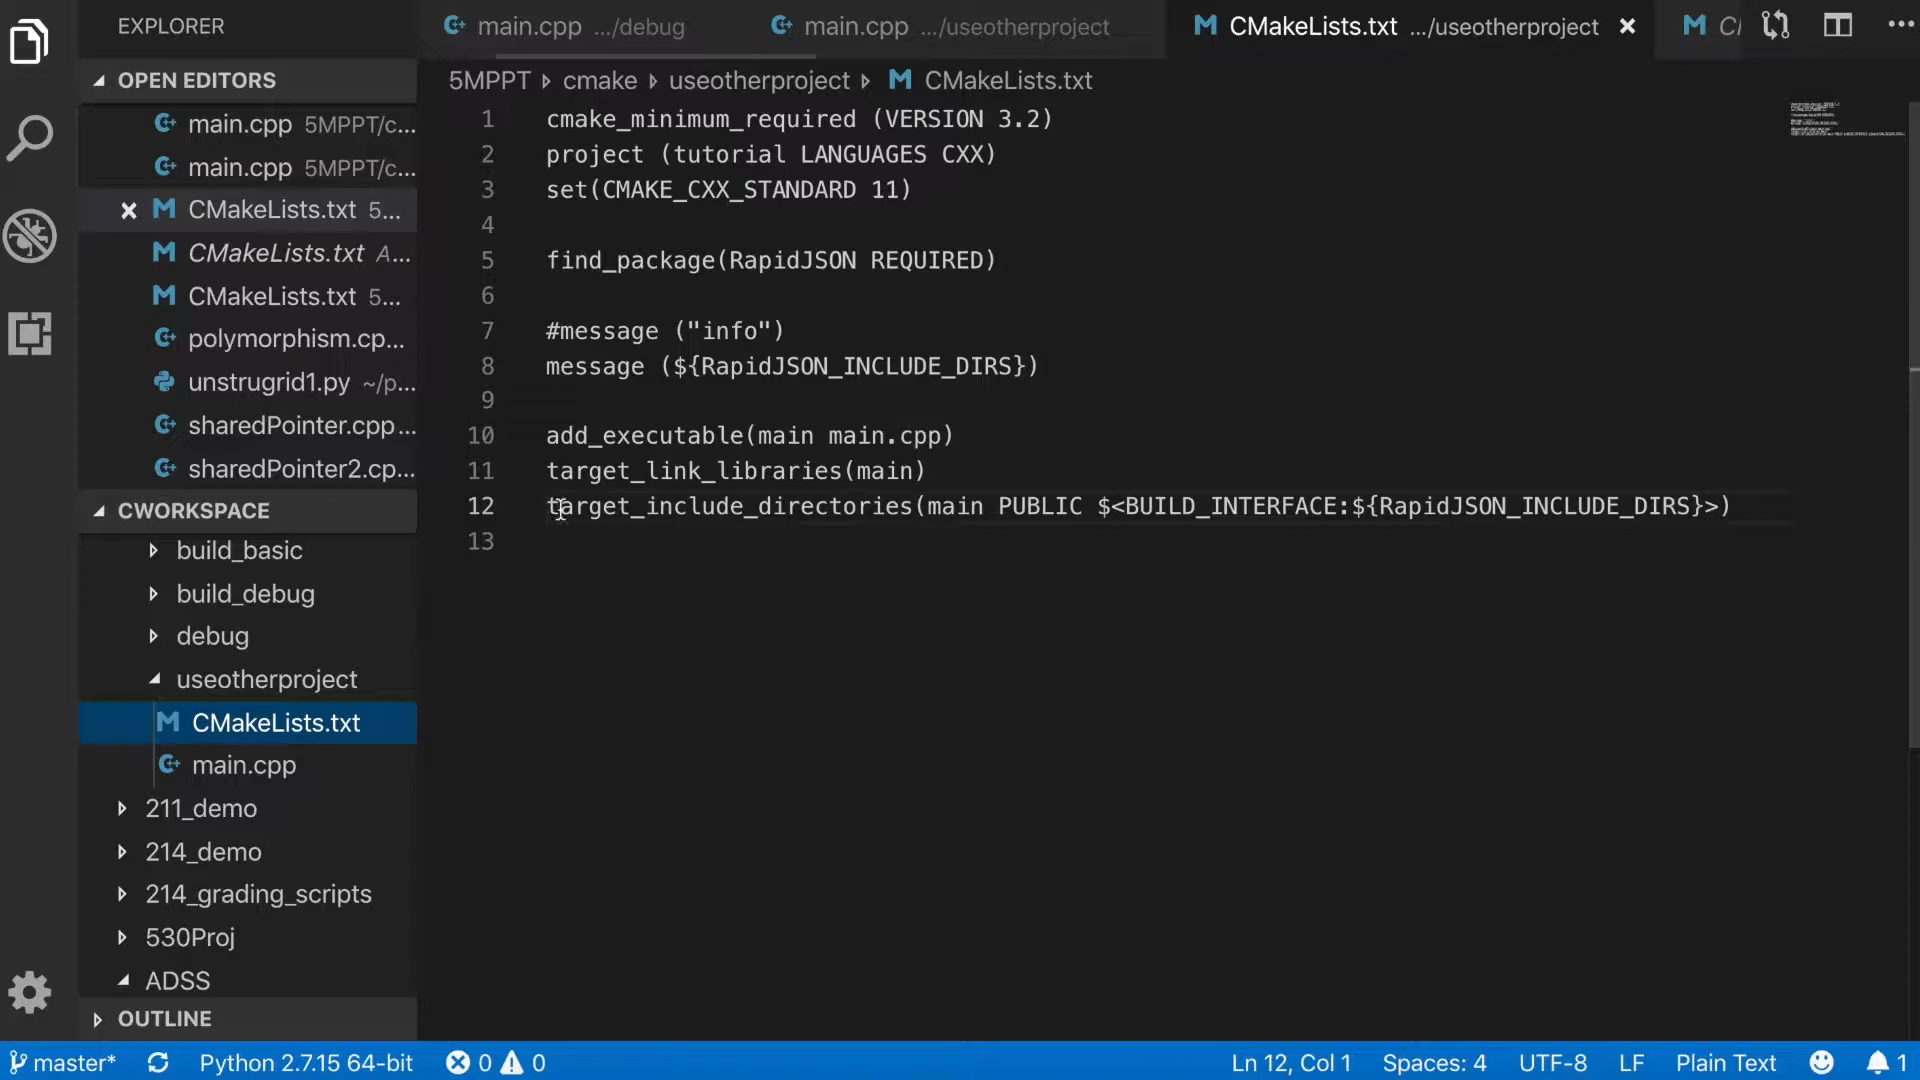 EXPLORER
OPEN EDITORS
main.cpp 5MPPT/c...
main.cpp 5MPPT/c...
CMakeLists.txt 5...
CMakeLists.txt A...
CMakeLists.txt 5...
polymorphism.cp...
unstrugrid1.py ~/p...
sharedPointer.cpp ...
sharedPointer2.cp...
CWORKSPACE
build_basic
build_debug
debug
useotherproject
CMakeLists.txt
main.cpp
211_demo
214_demo
214_grading_scripts
530Proj
ADSS
OUTLINE
main.cpp .../debug
main.cpp .../useotherproject
CMakeLists.txt .../useotherproject
5MPPT cmake useotherproject CMakeLists.txt
1 cmake_minimum_required (VERSION 3.2)
2 project (tutorial LANGUAGES CXX)
3 set(CMAKE_CXX_STANDARD 11)
4
5 find_package(RapidJSON REQUIRED)
6
7 #message ("info")
8 message (${RapidJSON_INCLUDE_DIRS})
9
10 add_executable(main main.cpp)
11 target_link_libraries(main)
12 target_include_directories(main PUBLIC $<BUILD_INTERFACE:${RapidJSON_INCLUDE_DIRS}>)
13
master* Python 2.7.15 64-bit 0 0 Ln 12, Col 1 Spaces: 4 UTF-8 LF Plain Text 1